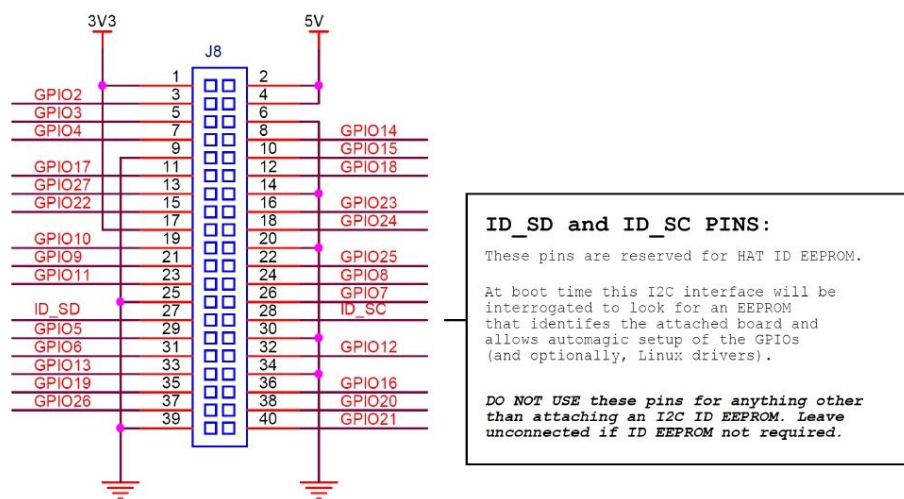 3V3
5V
J8
1
2
GPIO2
3
4
GPIO3
5
6
GPIO4
7
8
GPIO14
9
10
GPIO15
GPIO17
11
12
GPIO18
GPIO27
13
14
GPIO22
15
16
GPIO23
17
18
GPIO24
GPIO10
19
20
GPIO9
21
22
GPIO25
GPIO11
23
24
GPIO8
25
26
GPIO7
ID_SD
27
28
ID_SC
GPIO5
29
30
GPIO6
31
32
GPIO12
GPIO13
33
34
GPIO19
35
36
GPIO16
GPIO26
37
38
GPIO20
39
40
GPIO21
ID_SD and ID_SC PINS:
These pins are reserved for HAT ID EEPROM.
At boot time this I2C interface will be
interrogated to look for an EEPROM
that identifes the attached board and
allows automagic setup of the GPIOs
(and optionally, Linux drivers).
DO NOT USE these pins for anything other
than attaching an I2C ID EEPROM. Leave
unconnected if ID EEPROM not required.